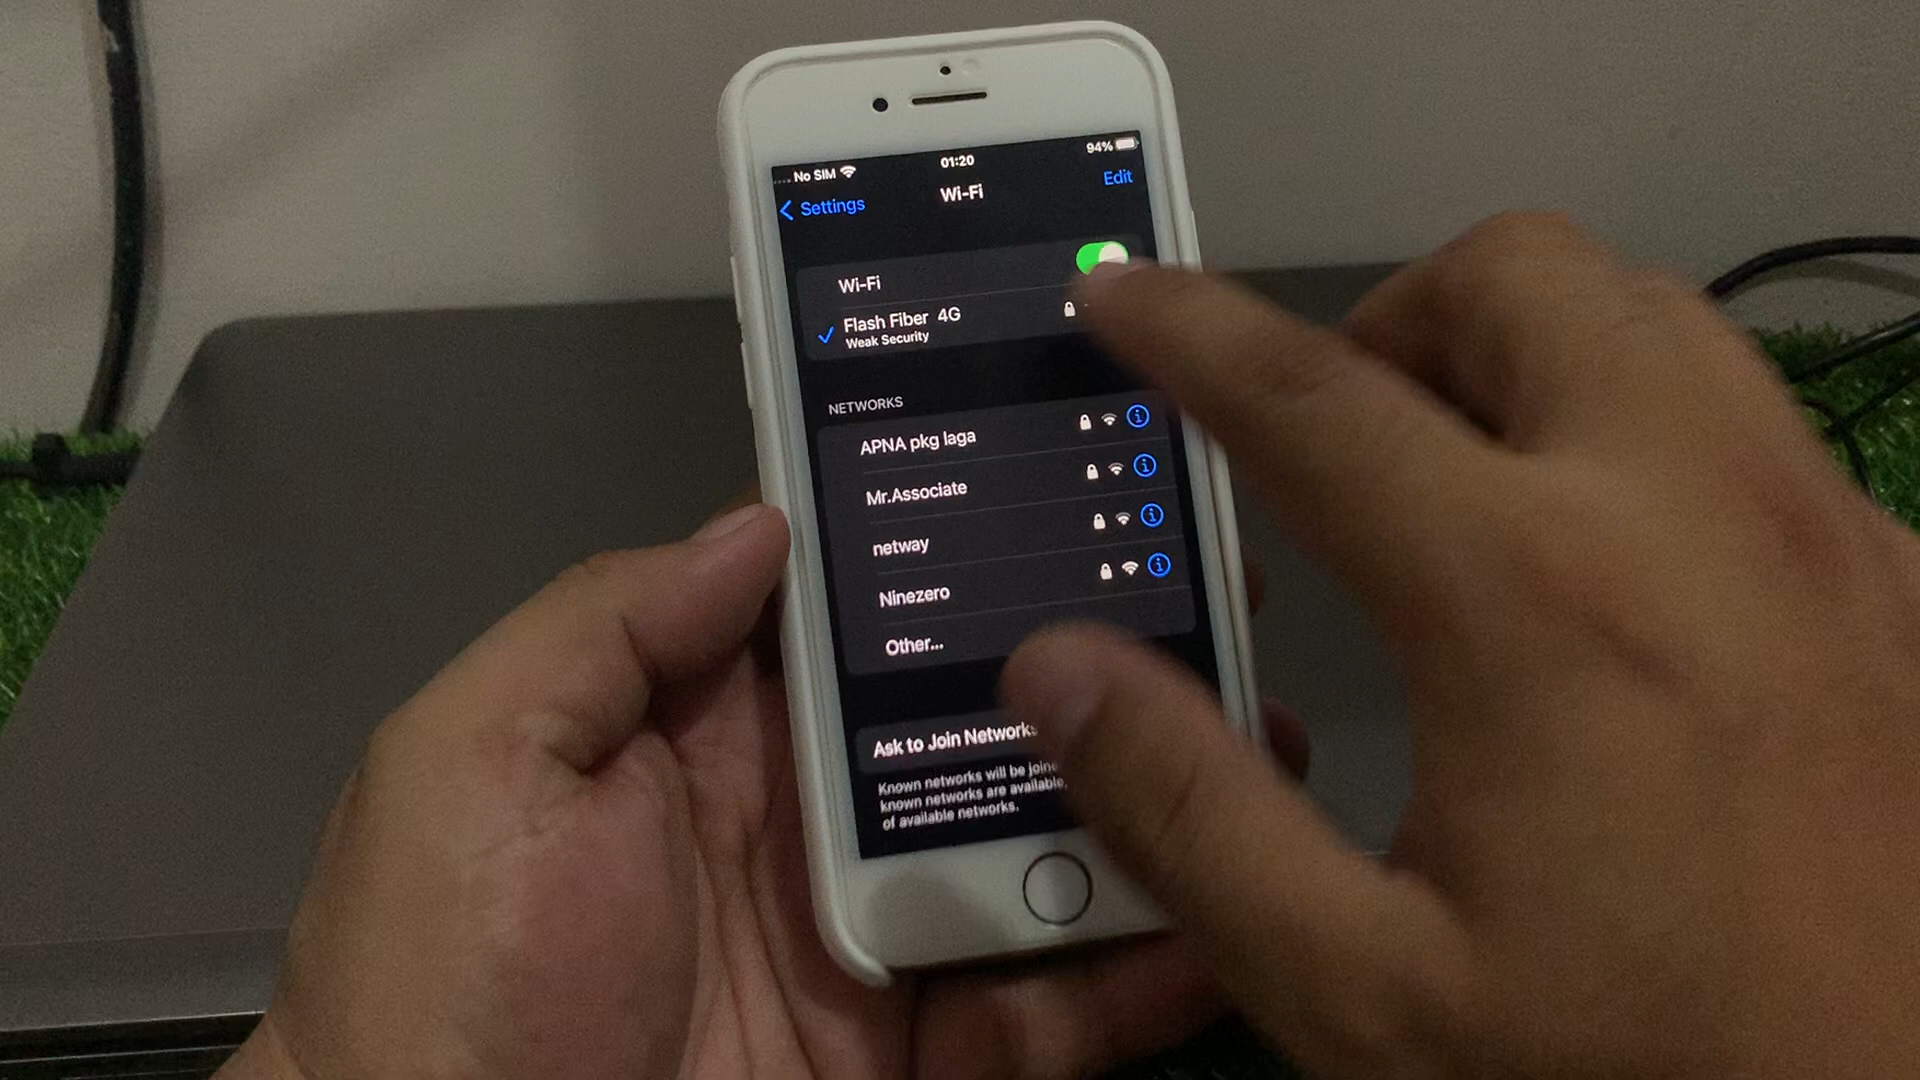 No SIM 01:20 94%
Settings Wi-Fi Edit
Wi-Fi
Flash Fiber 4G
Weak Security
NETWORKS
APNA pkg laga
Mr.Associate
netway
Ninezero
Other...
Ask to Join Networks
Known networks will be joine
known networks are available,
of available networks.